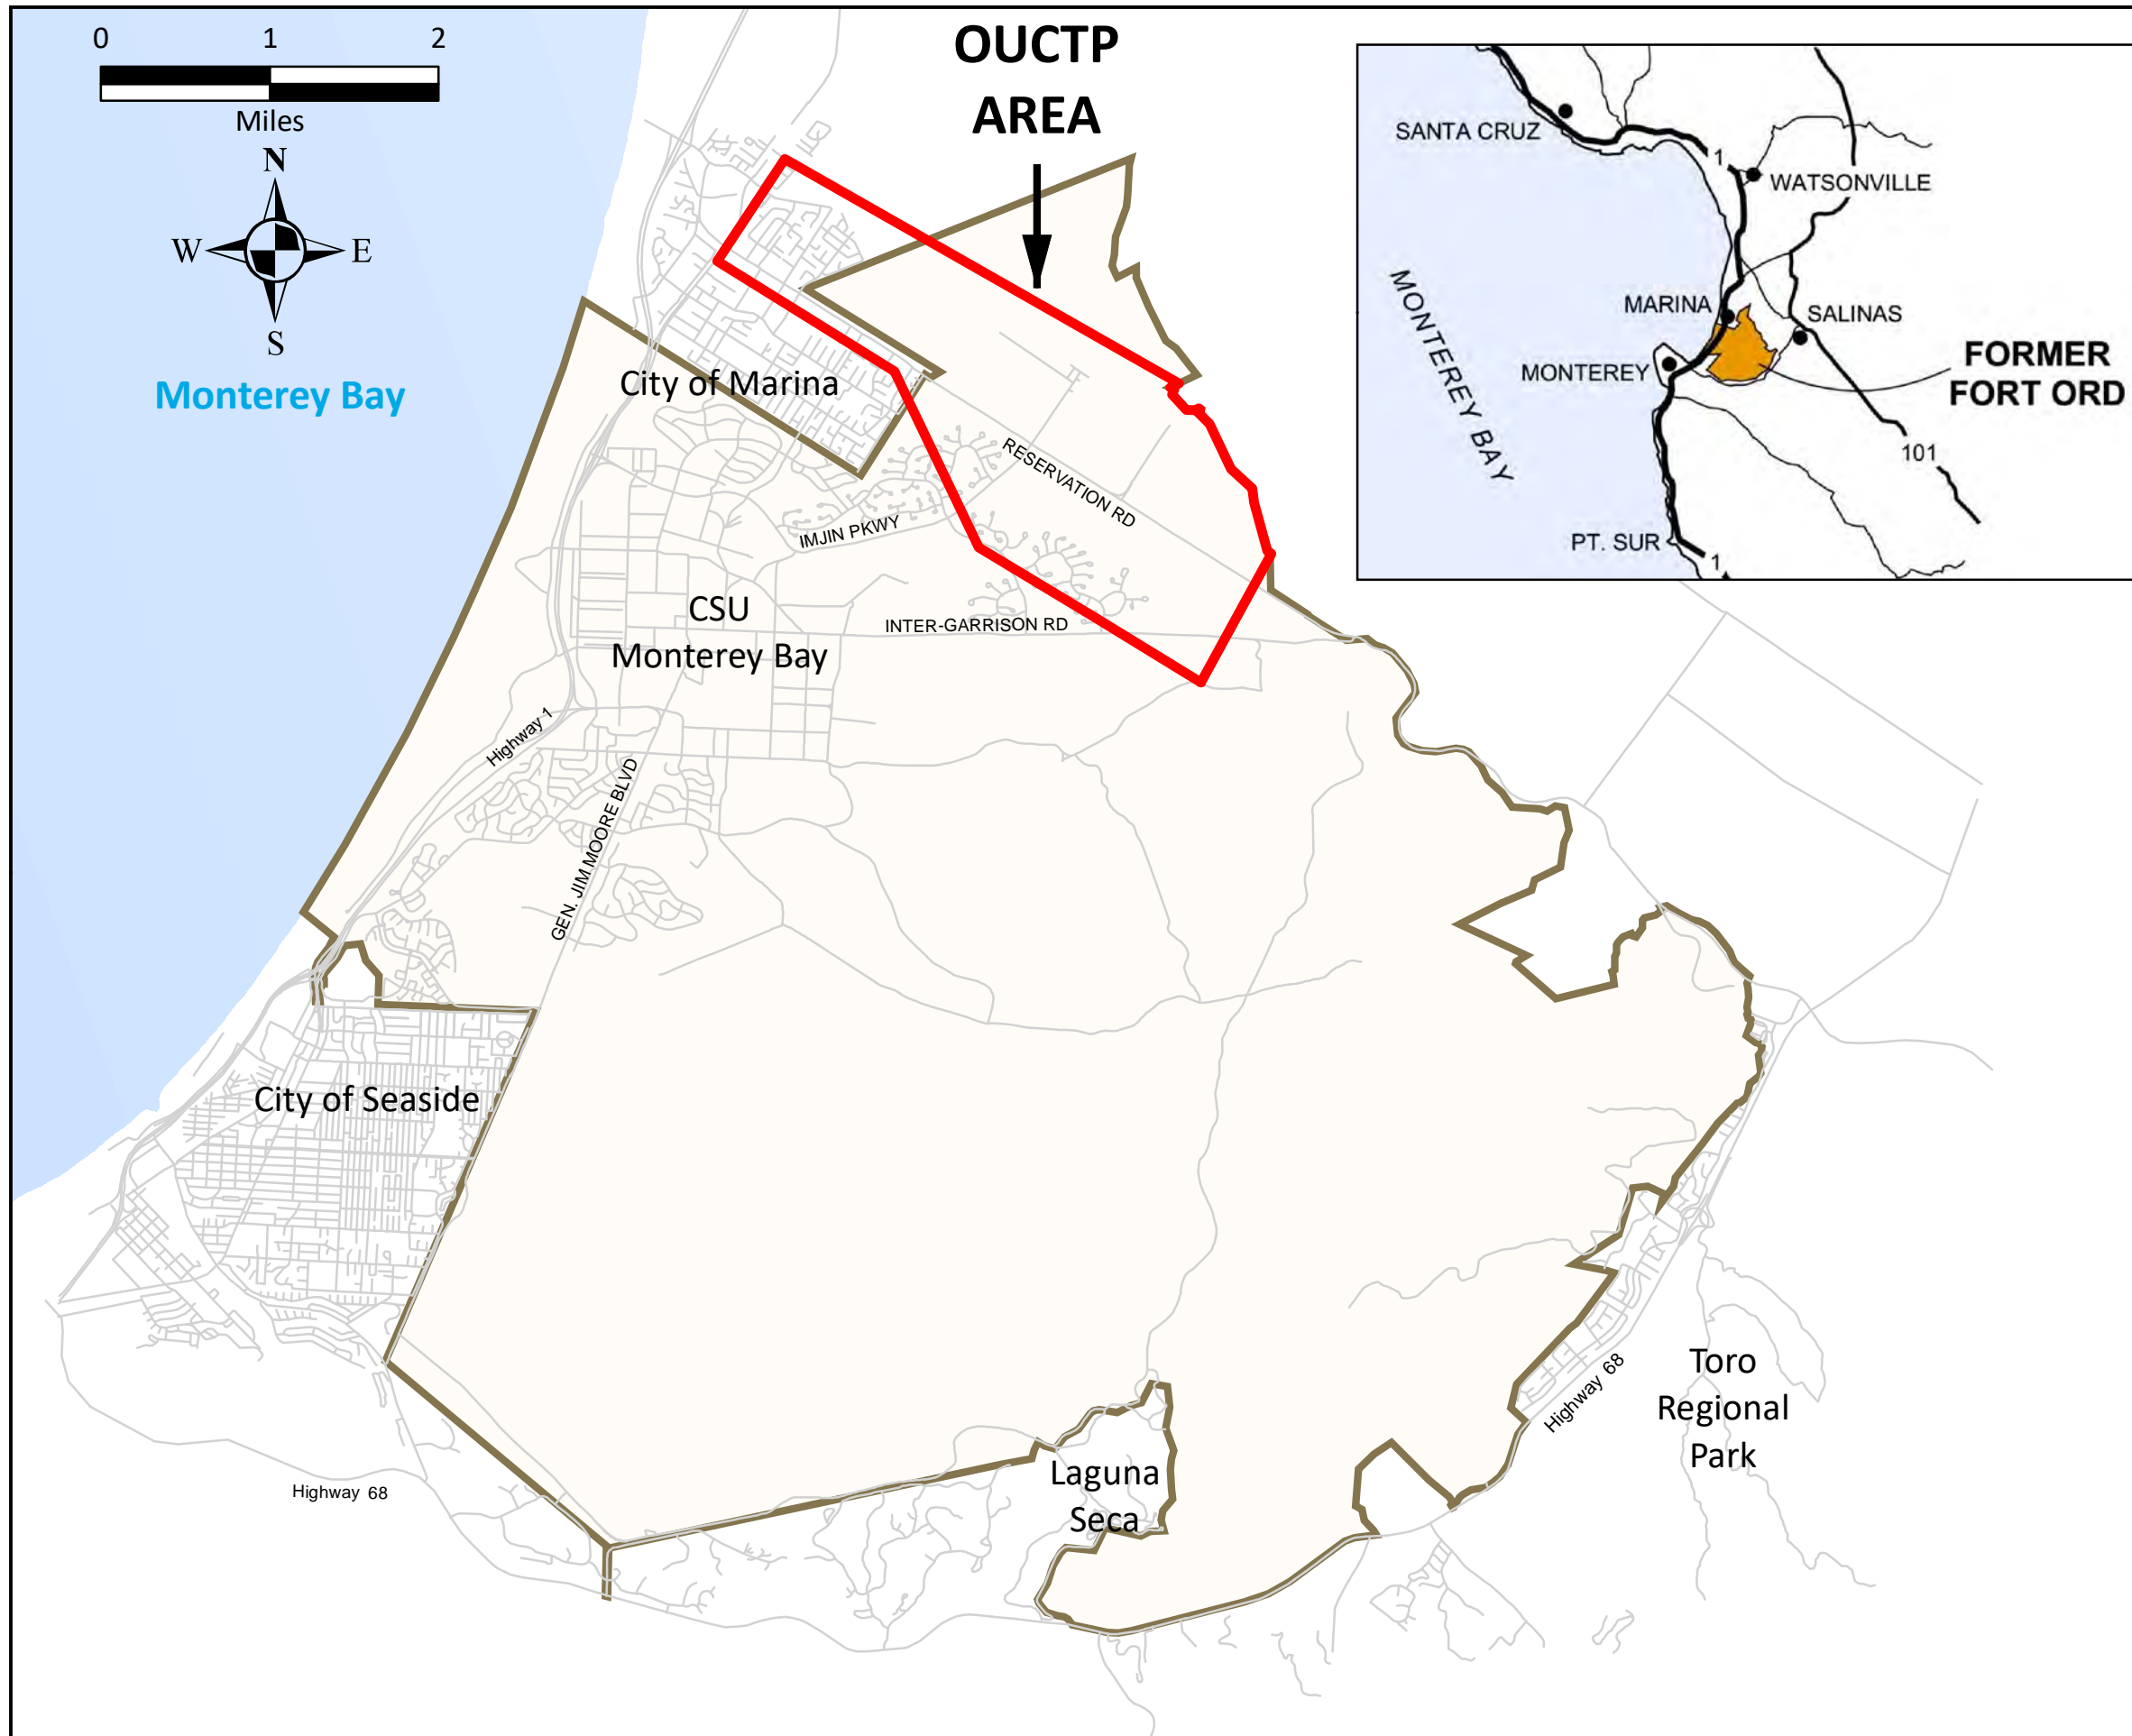 0 1 2
Miles
N
W E
S
Monterey Bay
OUCTP
AREA
SANTA CRUZ
1
WATSONVILLE
MONTEREY BAY
MARINA
SALINAS
MONTEREY
FORMER
FORT ORD
101
PT. SUR
1
City of Marina
RESERVATION RD
IMJIN PKWY
CSU
Monterey Bay
INTER-GARRISON RD
Highway 1
GEN. JIM MOORE BLVD
City of Seaside
Toro
Regional
Park
Highway 68
Laguna
Seca
Highway 68